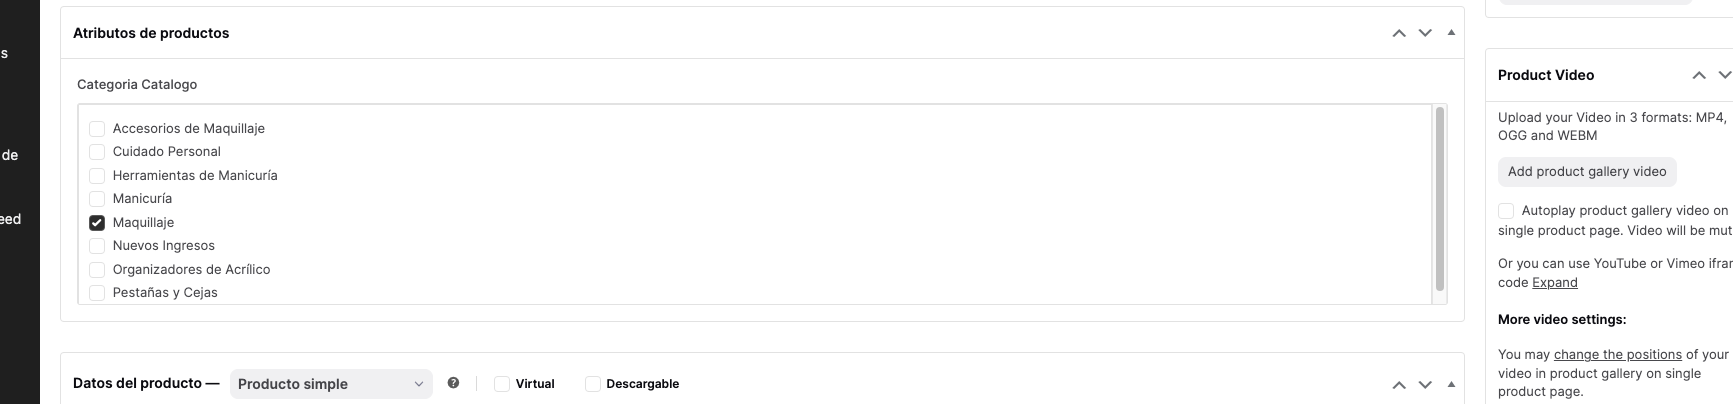 s
de
eed
Atributos de productos
Categoria Catalogo
Accesorios de Maquillaje
Cuidado Personal
Herramientas de Manicuría
Manicuría
Maquillaje
Nuevos Ingresos
Organizadores de Acrílico
Pestañas y Cejas
Datos del producto — Producto simple ? Virtual Descargable
Product Video
Upload your Video in 3 formats: MP4,
OGG and WEBM
Add product gallery video
Autoplay product gallery video on
single product page. Video will be mut
Or you can use YouTube or Vimeo ifrar
code Expand
More video settings:
You may change the positions of your
video in product gallery on single
product page.